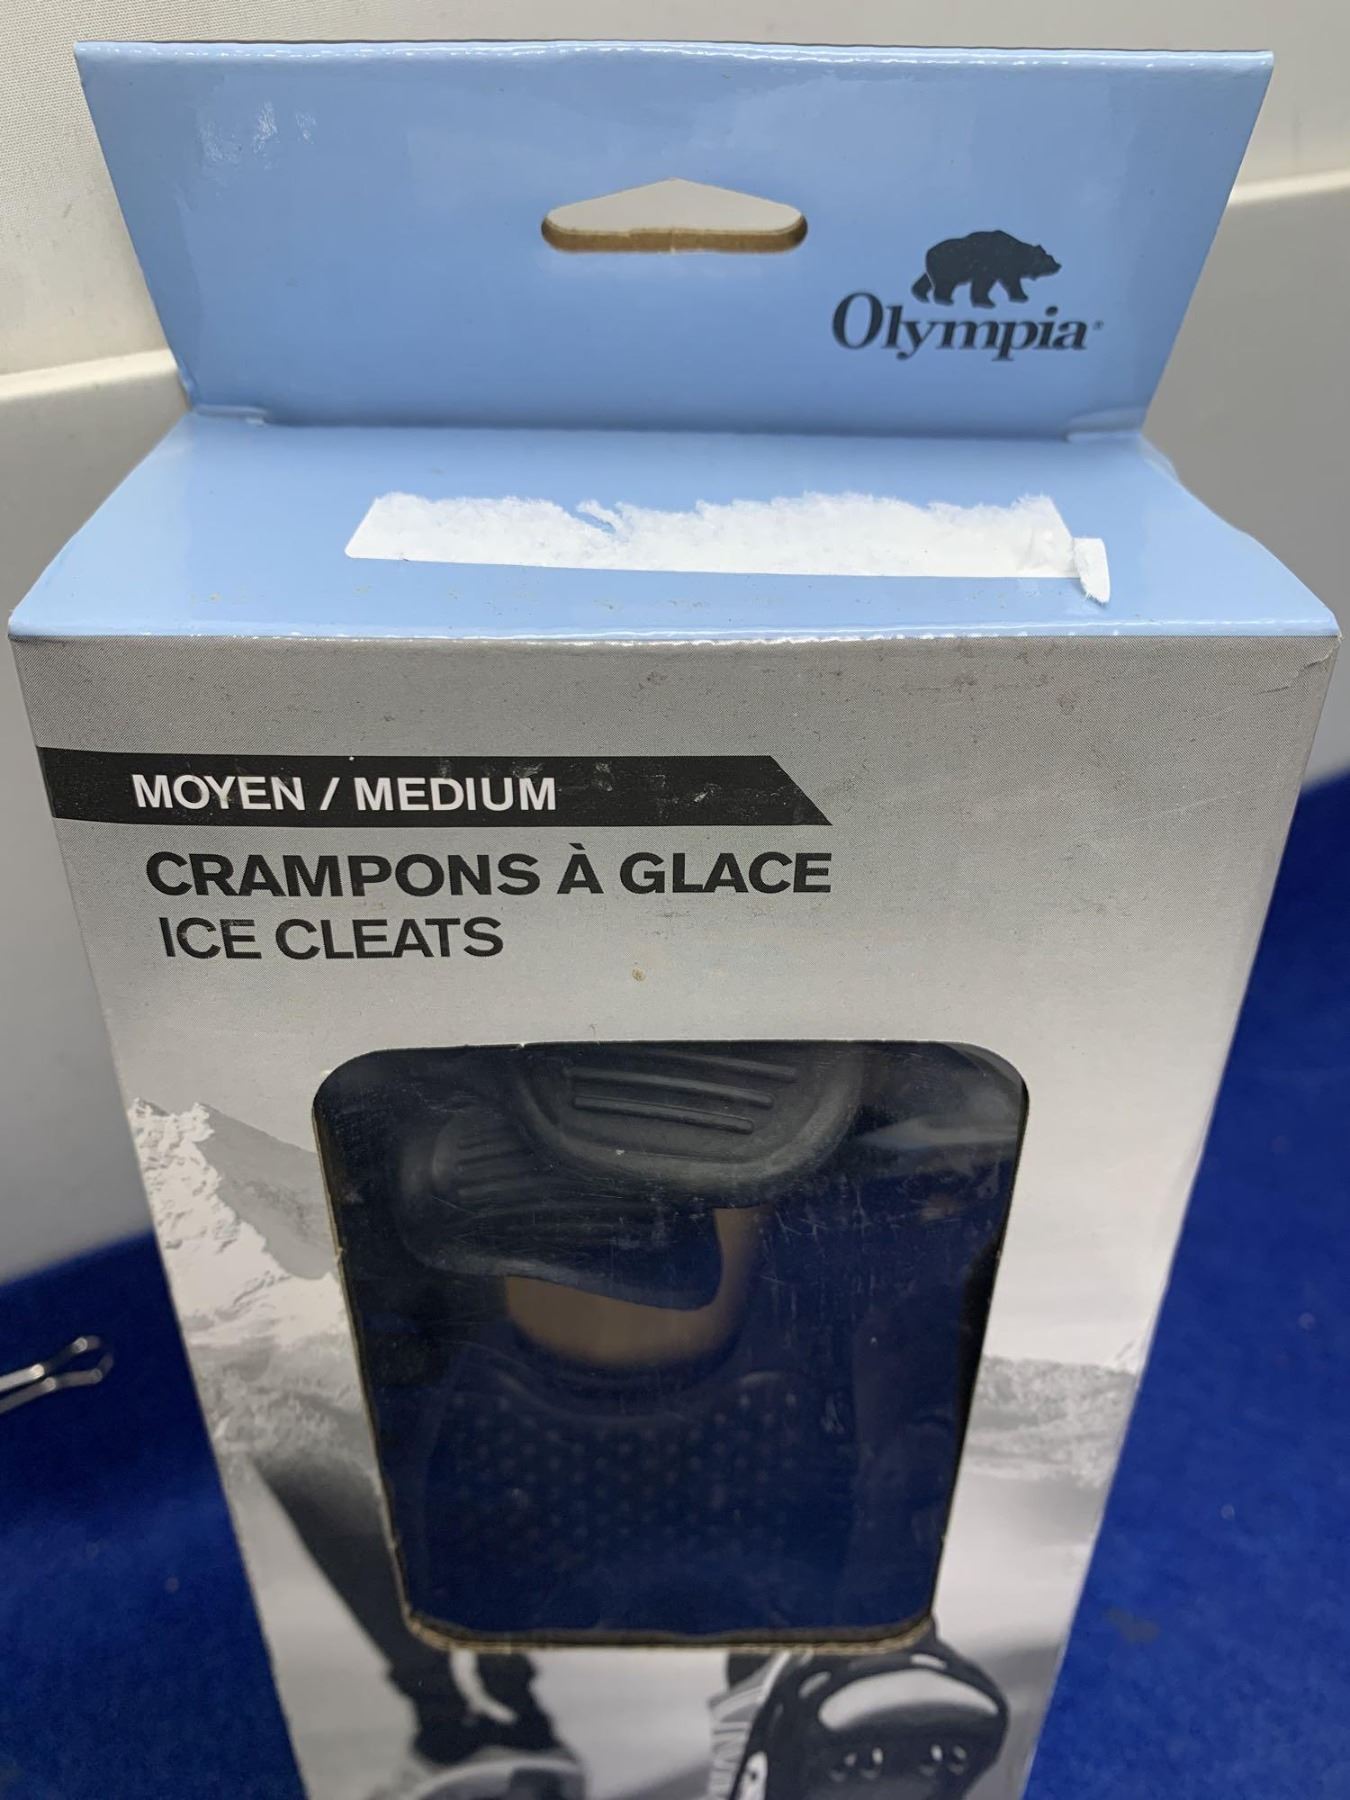 Olympia®
MOYEN / MEDIUM
CRAMPONS À GLACE
ICE CLEATS